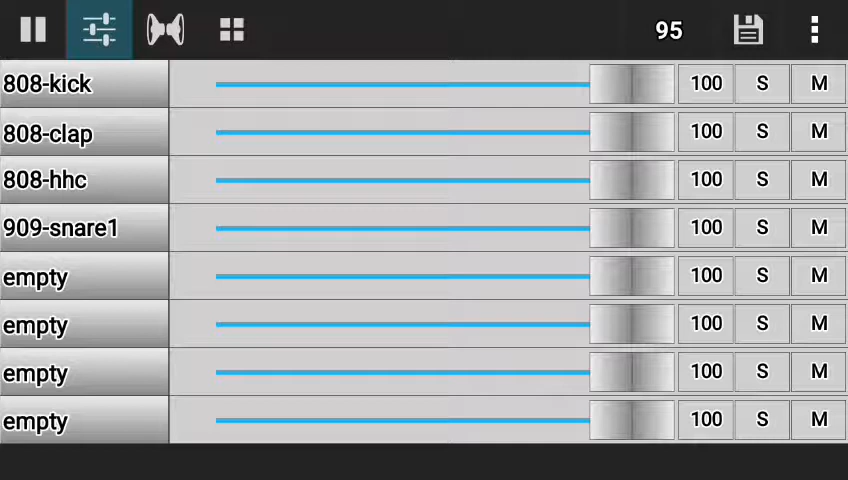 95
808-kick 100 S M
808-clap 100 S M
808-hhc 100 S M
909-snare1 100 S M
empty 100 S M
empty 100 S M
empty 100 S M
empty 100 S M